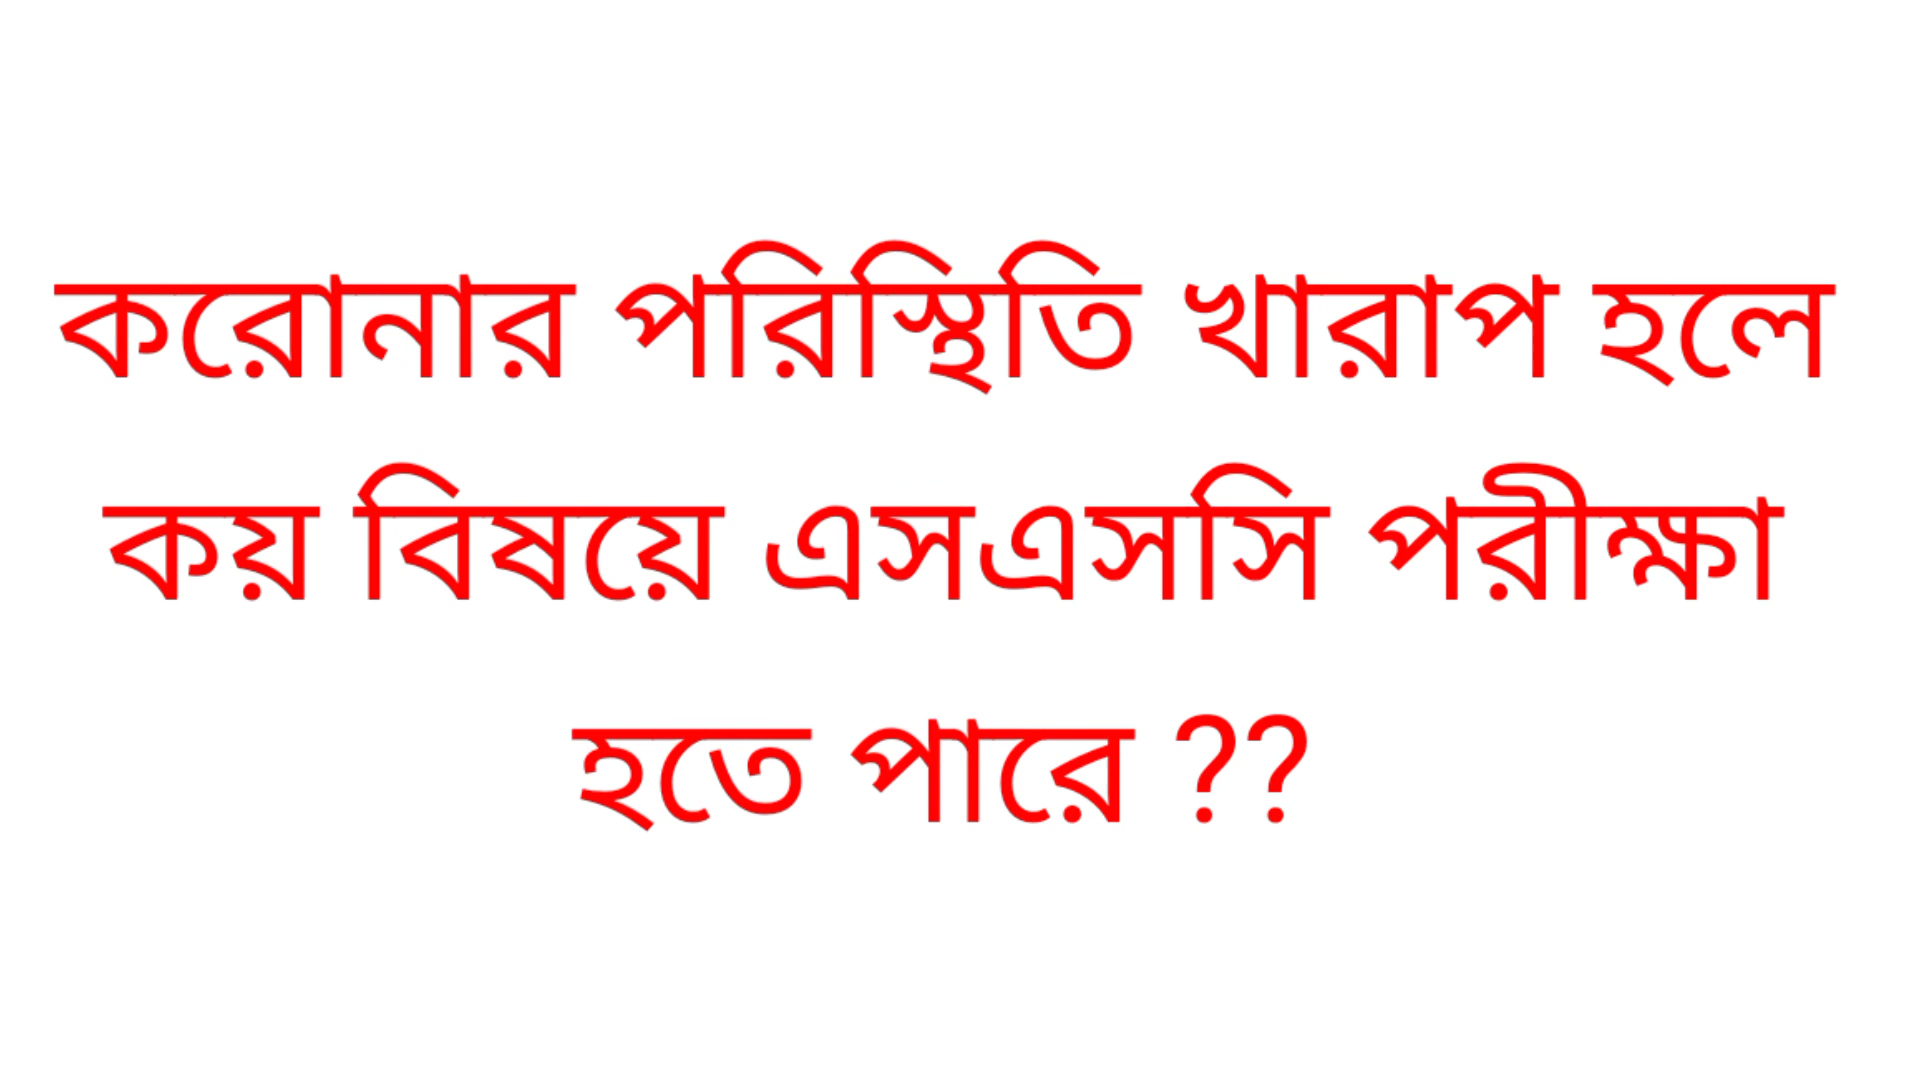 করোনার পরিস্থিতি খারাপ হলে
কয় বিষয়ে এসএসসি পরীক্ষা
হতে পারে ??